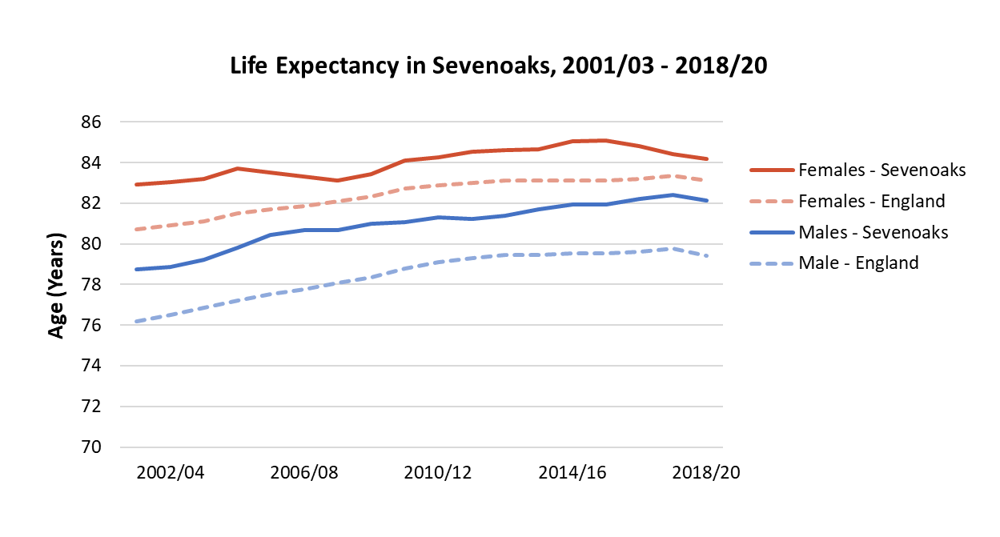 Life Expectancy in Sevenoaks, 2001/03 - 2018/20
Age (Years)
86
84
82
80
78
76
74
72
70
2002/04 2006/08 2010/12 2014/16 2018/20
Females - Sevenoaks
Females - England
Males - Sevenoaks
Male - England